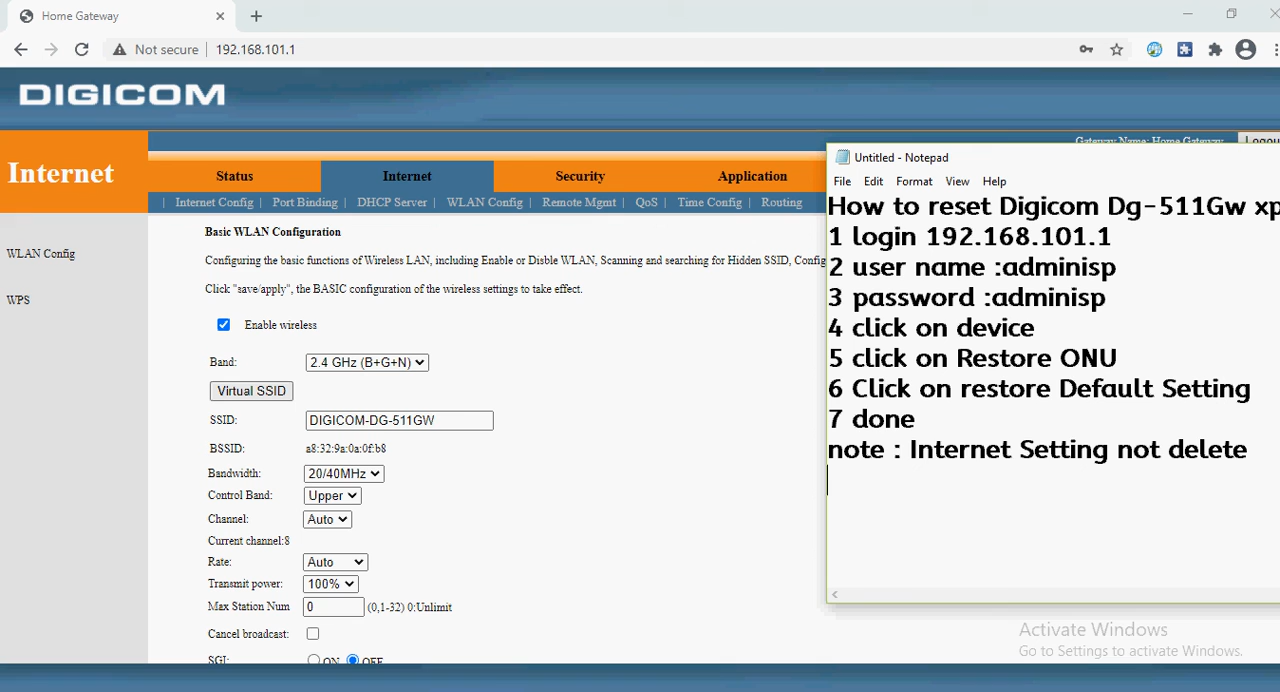 Home Gateway
Not secure 192.168.101.1
DIGICOM
Gateway Name: Home Gateway
Internet
Status Internet Security Application
Internet Config | Port Binding | DHCP Server | WLAN Config | Remote Mgmt | QoS | Time Config | Routing
WLAN Config
WPS
Basic WLAN Configuration
Configuring the basic functions of Wireless LAN, including Enable or Disble WLAN, Scanning and searching for Hidden SSID, Config
Click "save/apply", the BASIC configuration of the wireless settings to take effect.
Enable wireless
Band: 2.4 GHz (B+G+N)
Virtual SSID
SSID: DIGICOM-DG-511GW
BSSID: a8:32:9a:0a:0f:b8
Bandwidth: 20/40MHz
Control Band: Upper
Channel: Auto
Current channel:8
Rate: Auto
Transmit power: 100%
Max Station Num 0 (0,1-32) 0:Unlimit
Cancel broadcast:
SGI: ON OFF
Untitled - Notepad
File Edit Format View Help
How to reset Digicom Dg-511Gw xp
1 login 192.168.101.1
2 user name :adminisp
3 password :adminisp
4 click on device
5 click on Restore ONU
6 Click on restore Default Setting
7 done
note : Internet Setting not delete
Activate Windows
Go to Settings to activate Windows.